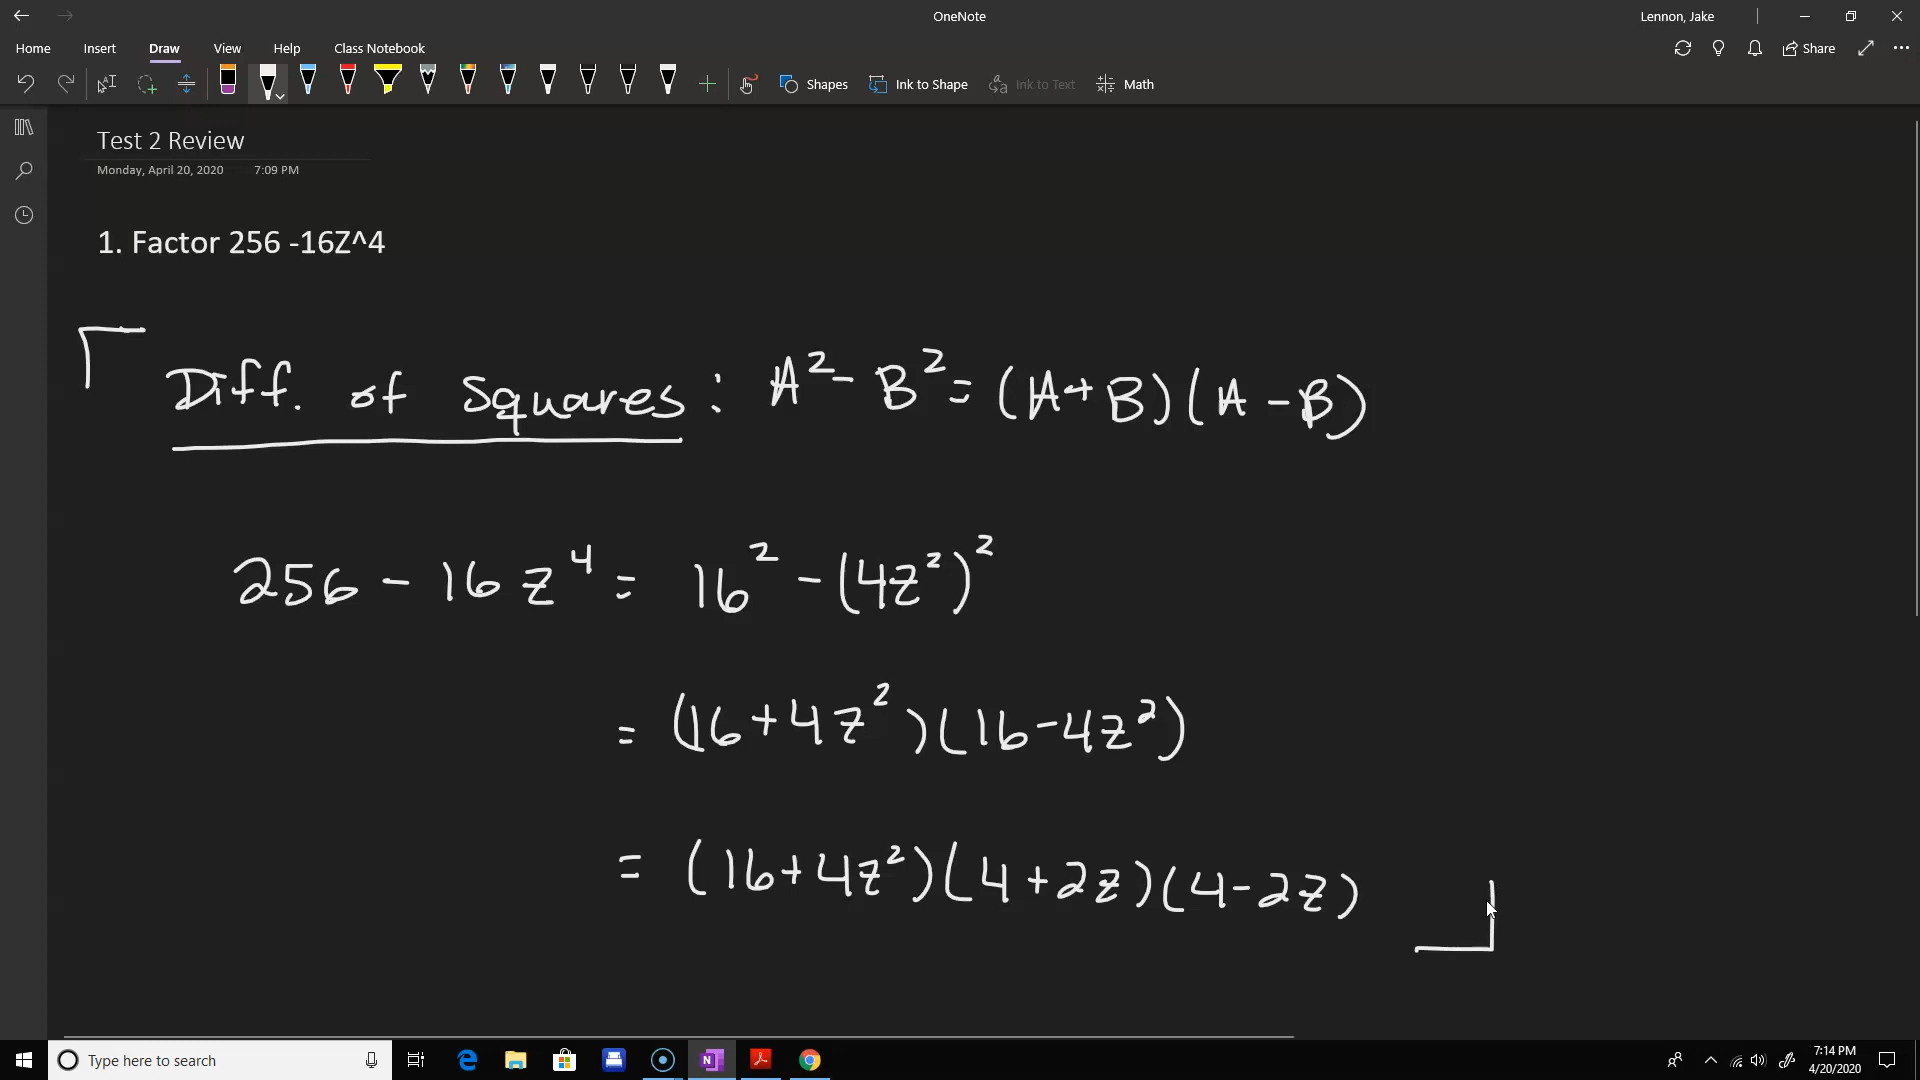 OneNote
Lennon, Jake
Home Insert Draw View Help Class Notebook
Share
Shapes Ink to Shape Ink to Text Math
Test 2 Review
Monday, April 20, 2020 7:09 PM
1. Factor 256 -16Z^4
Diff. of Squares: A² - B² = (A+B)(A-B)
256 - 16z⁴ = 16² - (4z²)²
= (16+4z²)(16-4z²)
= (16+4z²)(4+2z)(4-2z)
Type here to search
7:14 PM
4/20/2020